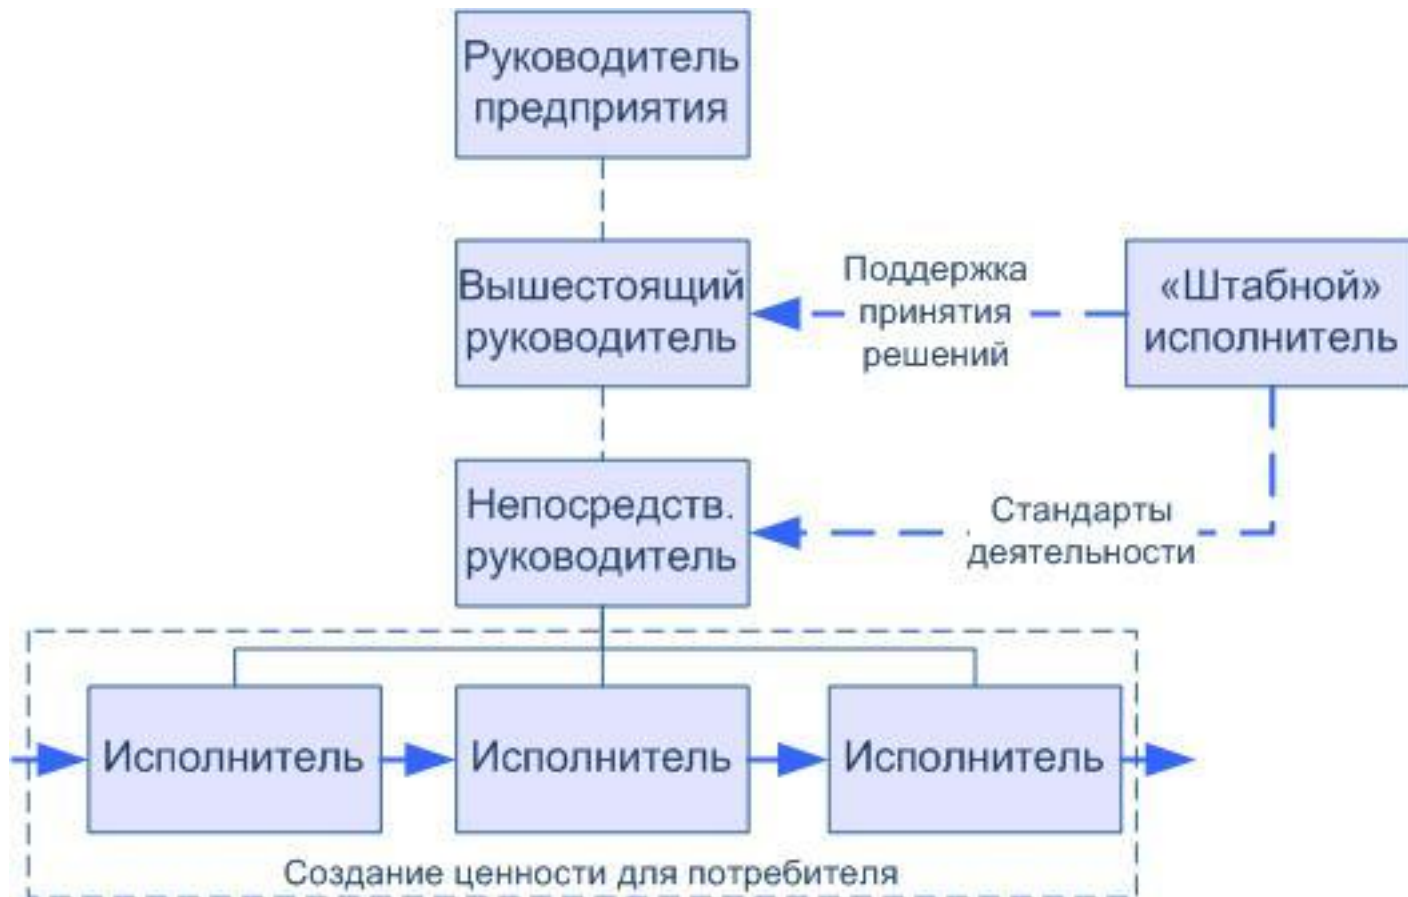 Руководитель
предприятия
Вышестоящий
руководитель
Поддержка
принятия
решений
«Штабной»
исполнитель
Непосредств.
руководитель
Стандарты
деятельности
Исполнитель
Исполнитель
Исполнитель
Создание ценности для потребителя